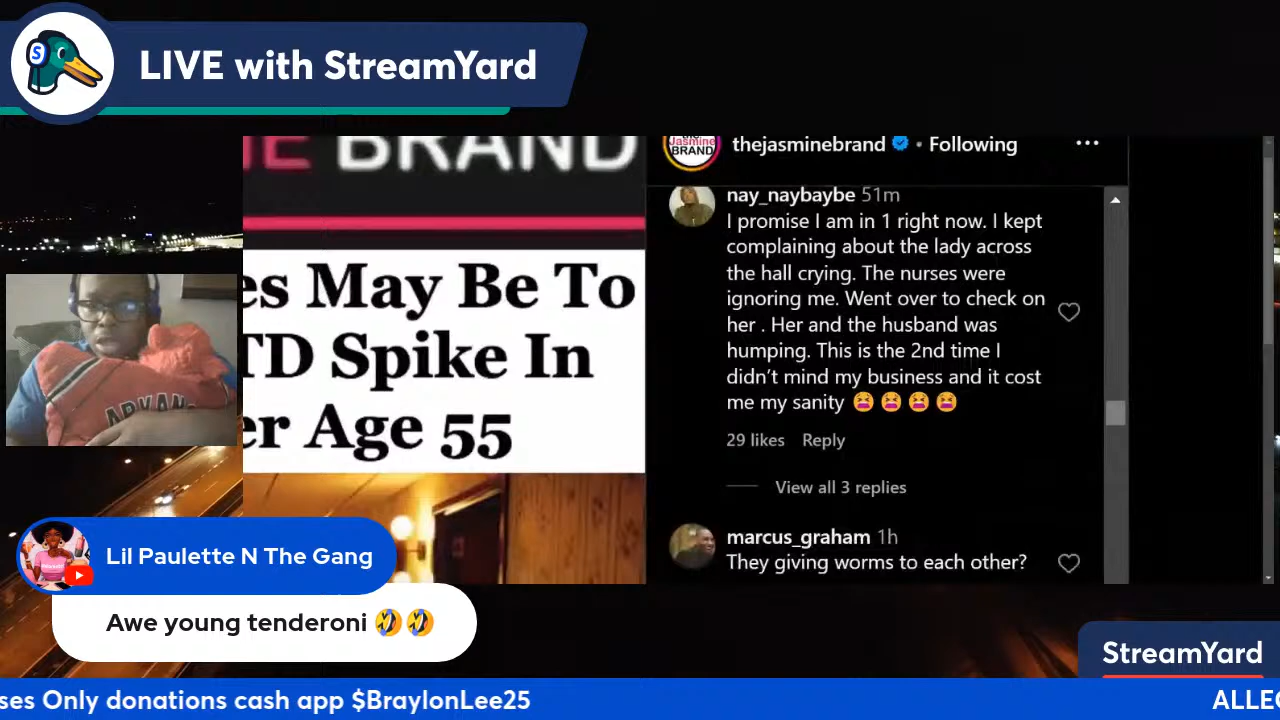 S
LIVE with StreamYard
BRAND
es May Be To
TD Spike In
er Age 55
Jasmine
BRAND
thejasminebrand • Following
nay_naybaybe 51m
I promise I am in 1 right now. I kept
complaining about the lady across
the hall crying. The nurses were
ignoring me. Went over to check on
her . Her and the husband was
humping. This is the 2nd time I
didn't mind my business and it cost
me my sanity 😫 😫 😫 😫
29 likes Reply
View all 3 replies
marcus_graham 1h
They giving worms to each other?
Lil Paulette N The Gang
Awe young tenderoni 🤣🤣
StreamYard
ses Only donations cash app $BraylonLee25
ALLEG